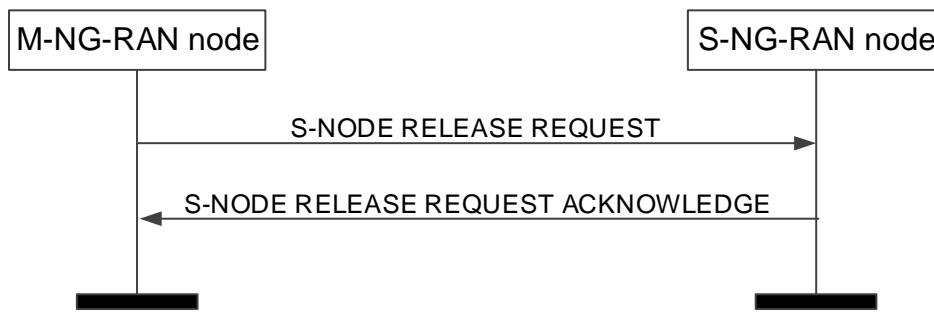 M-NG-RAN node
S-NG-RAN node
S-NODE RELEASE REQUEST
S-NODE RELEASE REQUEST ACKNOWLEDGE